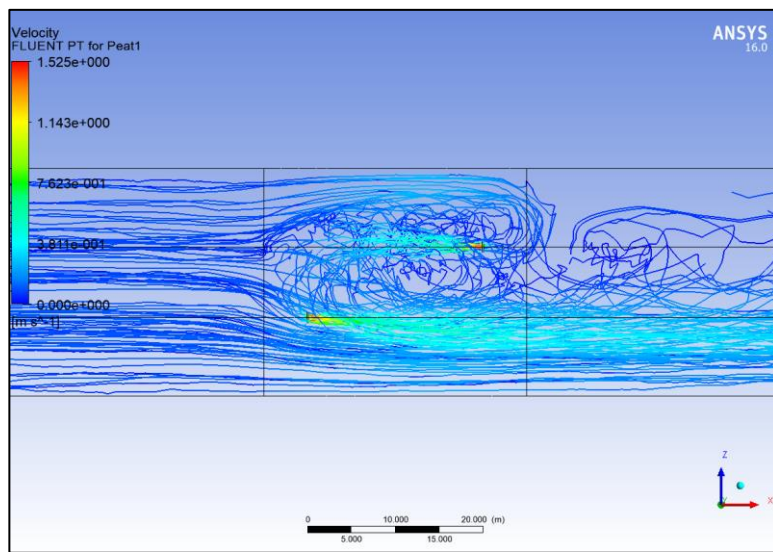 Velocity
FLUENT PT for Peat1
ANSYS
16.0
1.525e+000
1.143e+000
7.623e-001
3.811e-001
0.000e+000
[m s^-1]
Z
Y
X
0 10.000 20.000 (m)
5.000 15.000